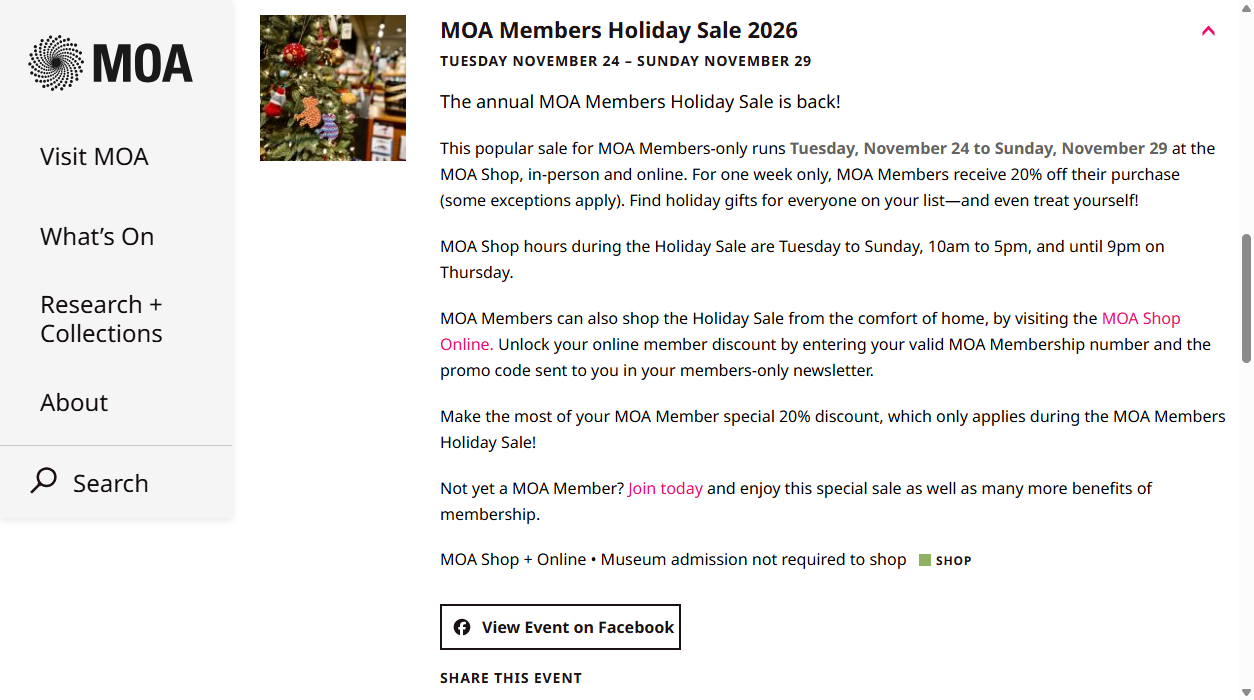 MOA
Visit MOA
What's On
Research +
Collections
About
Search
MOA Members Holiday Sale 2026
TUESDAY NOVEMBER 24 – SUNDAY NOVEMBER 29
The annual MOA Members Holiday Sale is back!
This popular sale for MOA Members-only runs Tuesday, November 24 to Sunday, November 29 at the
MOA Shop, in-person and online. For one week only, MOA Members receive 20% off their purchase
(some exceptions apply). Find holiday gifts for everyone on your list—and even treat yourself!
MOA Shop hours during the Holiday Sale are Tuesday to Sunday, 10am to 5pm, and until 9pm on
Thursday.
MOA Members can also shop the Holiday Sale from the comfort of home, by visiting the MOA Shop
Online. Unlock your online member discount by entering your valid MOA Membership number and the
promo code sent to you in your members-only newsletter.
Make the most of your MOA Member special 20% discount, which only applies during the MOA Members
Holiday Sale!
Not yet a MOA Member? Join today and enjoy this special sale as well as many more benefits of
membership.
MOA Shop + Online • Museum admission not required to shop SHOP
View Event on Facebook
SHARE THIS EVENT